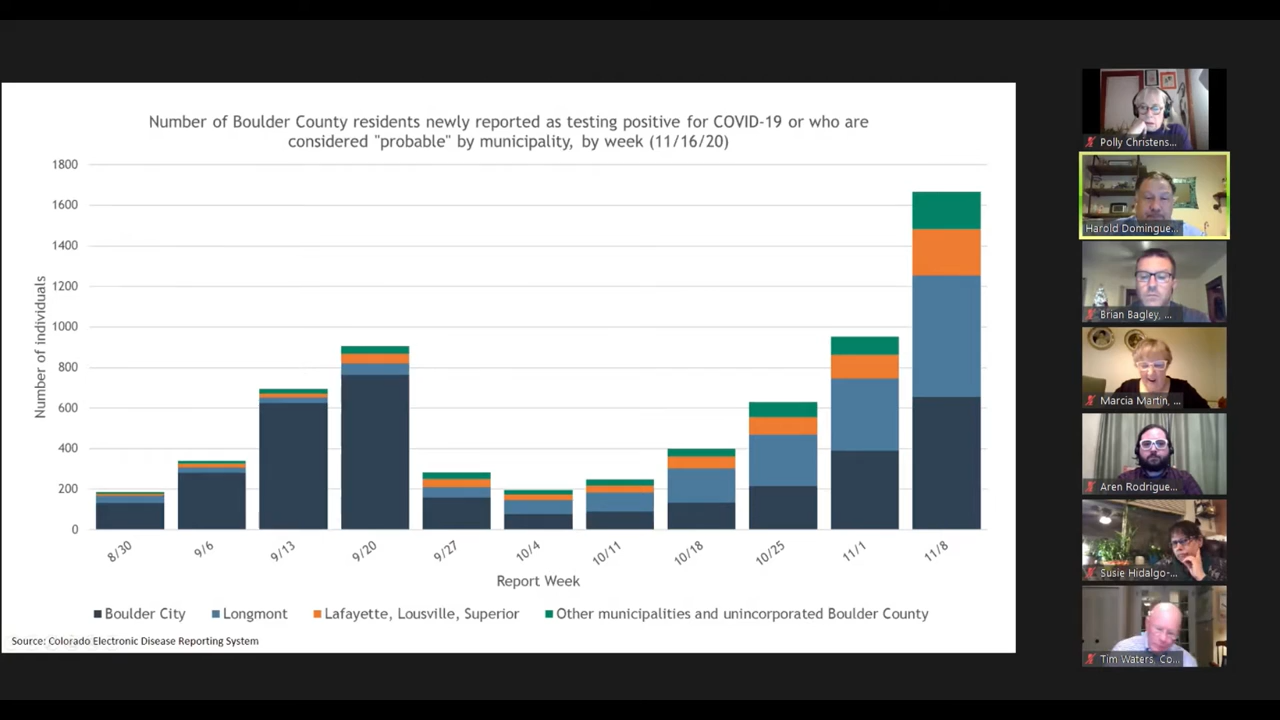 Number of Boulder County residents newly reported as testing positive for COVID-19 or who are
considered "probable" by municipality, by week (11/16/20)
1800
1600
1400
1200
1000
800
600
400
200
0
Number of individuals
8/30 9/6 9/13 9/20 9/27 10/4 10/11 10/18 10/25 11/1 11/8
Report Week
Boulder City Longmont Lafayette, Lousville, Superior Other municipalities and unincorporated Boulder County
Source: Colorado Electronic Disease Reporting System
Polly Christens...
Harold Domingue...
Brian Bagley, ...
Marcia Martin, ...
Aren Rodrigue...
Susie Hidalgo-...
Tim Waters, Co...